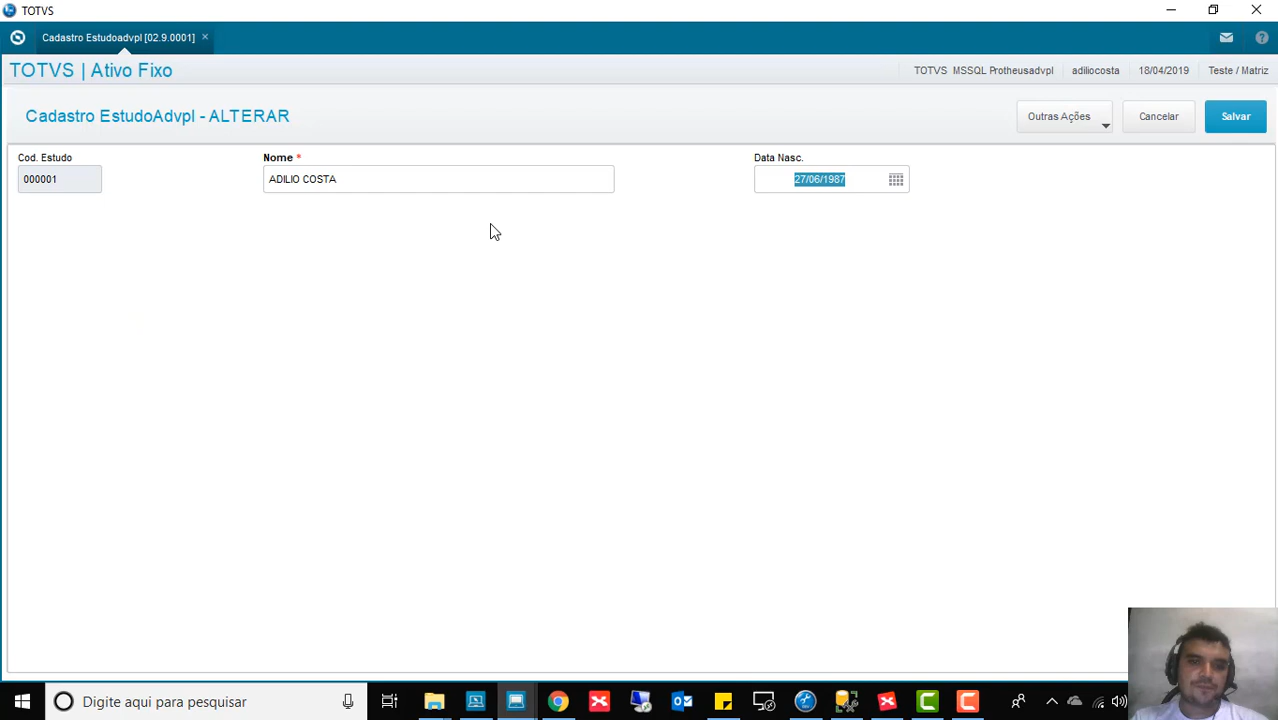 TOTVS
Cadastro Estudoadvpl [02.9.0001] ×
TOTVS | Ativo Fixo
TOTVS MSSQL Protheusadvpl adiliocosta 18/04/2019 Teste / Matriz
Cadastro EstudoAdvpl - ALTERAR
Outras Ações Cancelar Salvar
Cod. Estudo Nome * Data Nasc.
000001 ADILIO COSTA 27/06/1987
Digite aqui para pesquisar